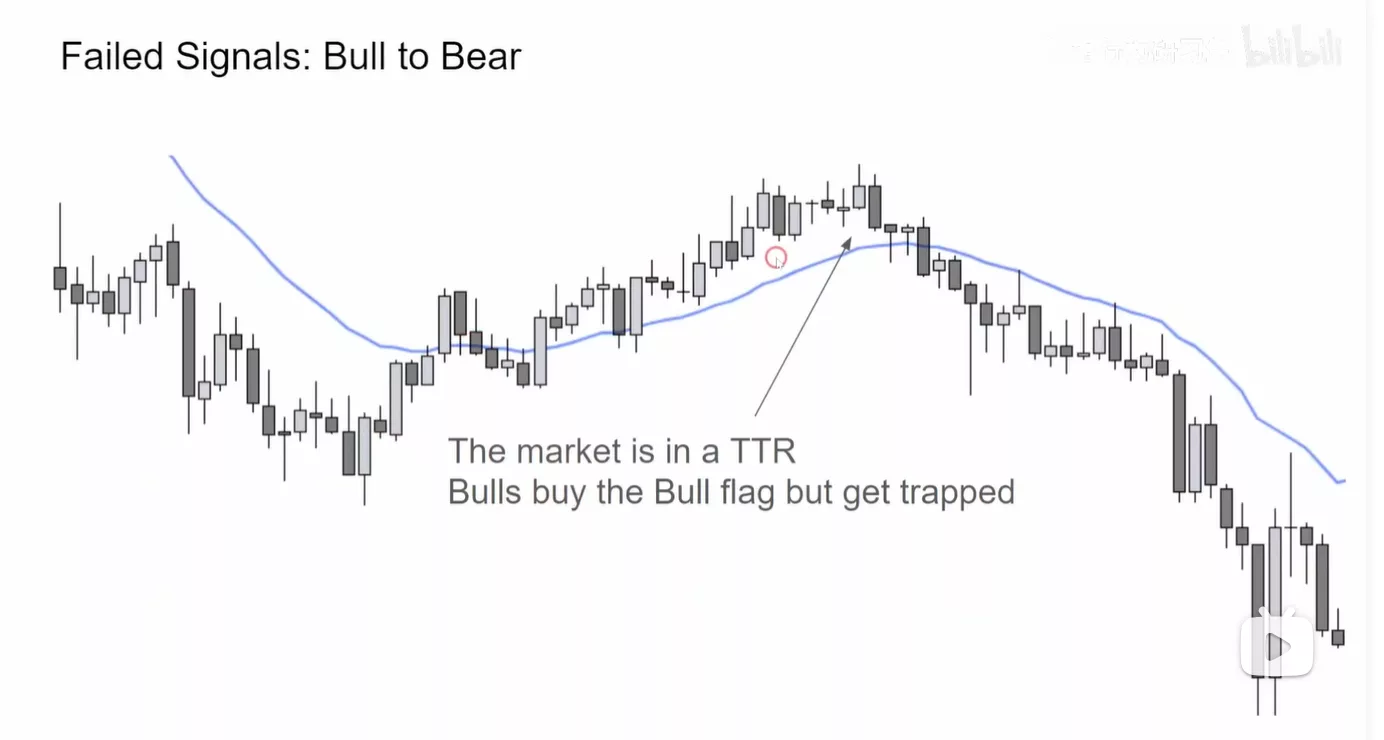 Failed Signals: Bull to Bear
bilibili
The market is in a TTR
Bulls buy the Bull flag but get trapped